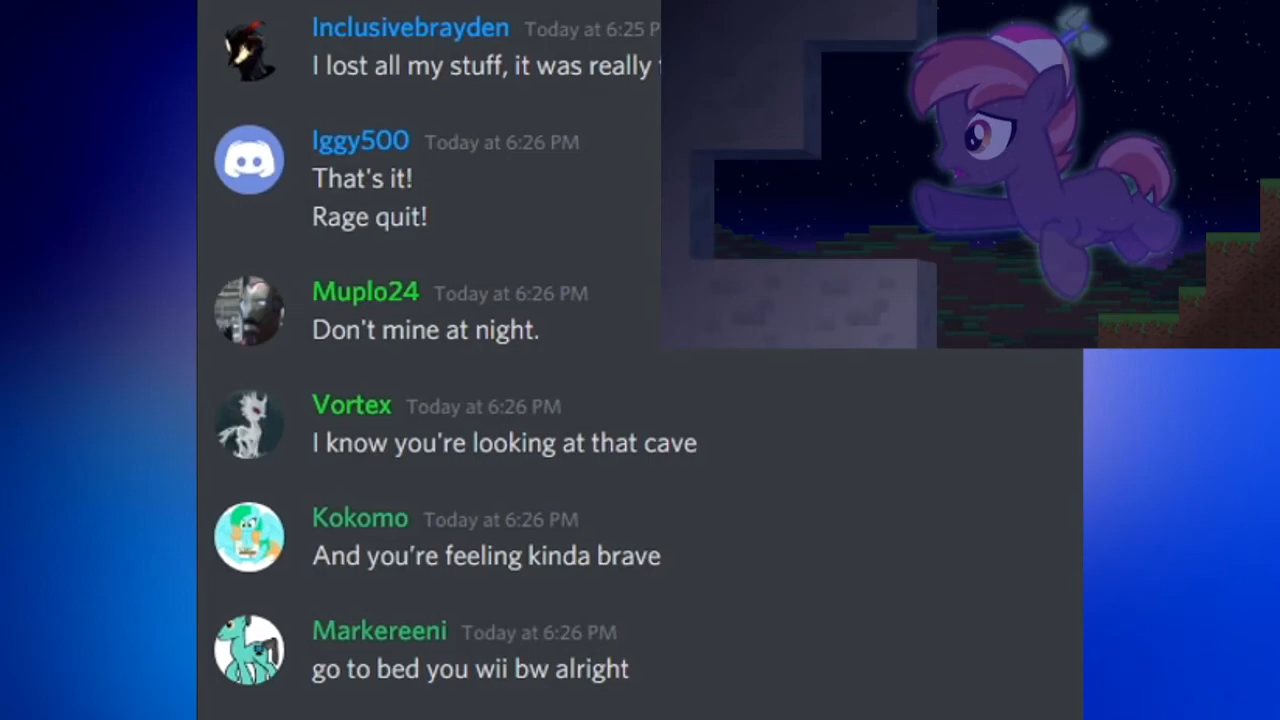 Inclusivebrayden Today at 6:25 P
I lost all my stuff, it was really
Iggy500 Today at 6:26 PM
That's it!
Rage quit!
Muplo24 Today at 6:26 PM
Don't mine at night.
Vortex Today at 6:26 PM
I know you're looking at that cave
Kokomo Today at 6:26 PM
And you’re feeling kinda brave
Markereeni Today at 6:26 PM
go to bed you wii bw alright